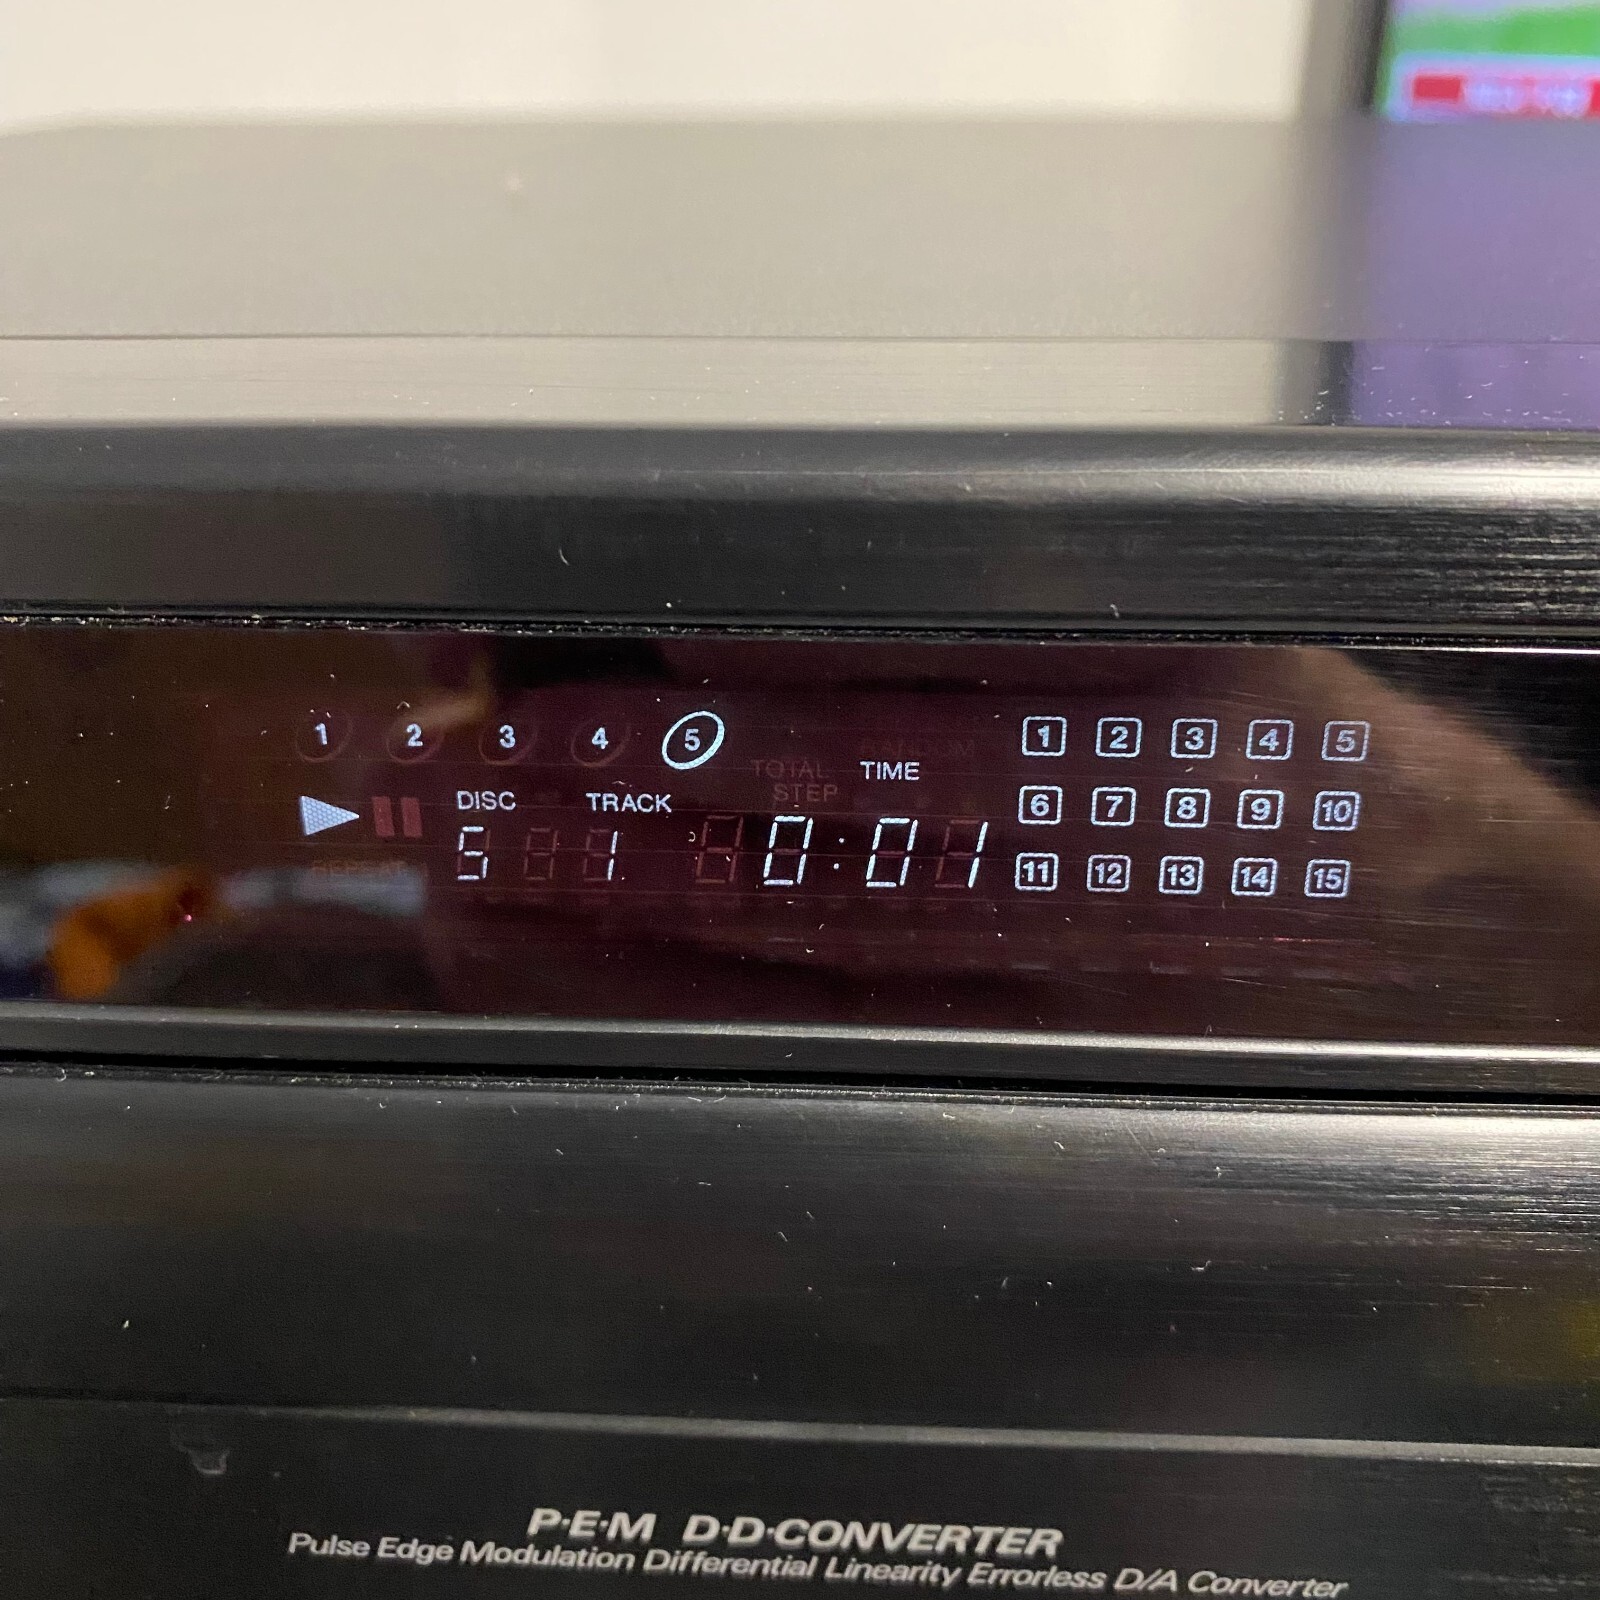 1 2 3 4 5
RANDOM
TOTAL TIME
STEP
DISC TRACK
5 1 0:01
REPEAT
1 2 3 4 5
6 7 8 9 10
11 12 13 14 15
P·E·M D·D·CONVERTER
Pulse Edge Modulation Differential Linearity Errorless D/A Converter